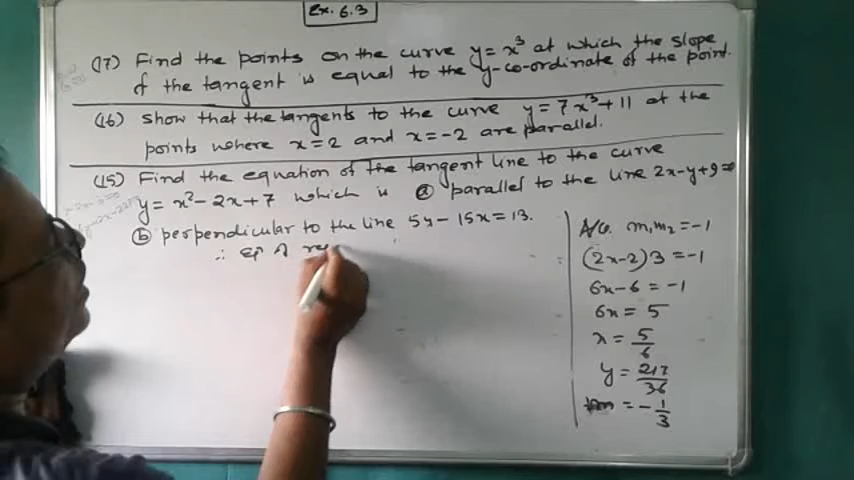 Ex. 6.3
(17) Find the points on the curve y = x³ at which the slope
of the tangent is equal to the y-co-ordinate of the point.
(16) Show that the tangents to the curve y = 7x³ + 11 at the
points where x = 2 and x = -2 are parallel.
(15) Find the equation of the tangent line to the curve
y = x² - 2x + 7 which is (a) parallel to the line 2x - y + 9 = 0
(b) perpendicular to the line 5y - 15x = 13.
∴ eqⁿ of re
A/Q. m₁m₂ = -1
(2x-2)3 = -1
6x - 6 = -1
6x = 5
x = 5/6
y = 217/36
m = -1/3